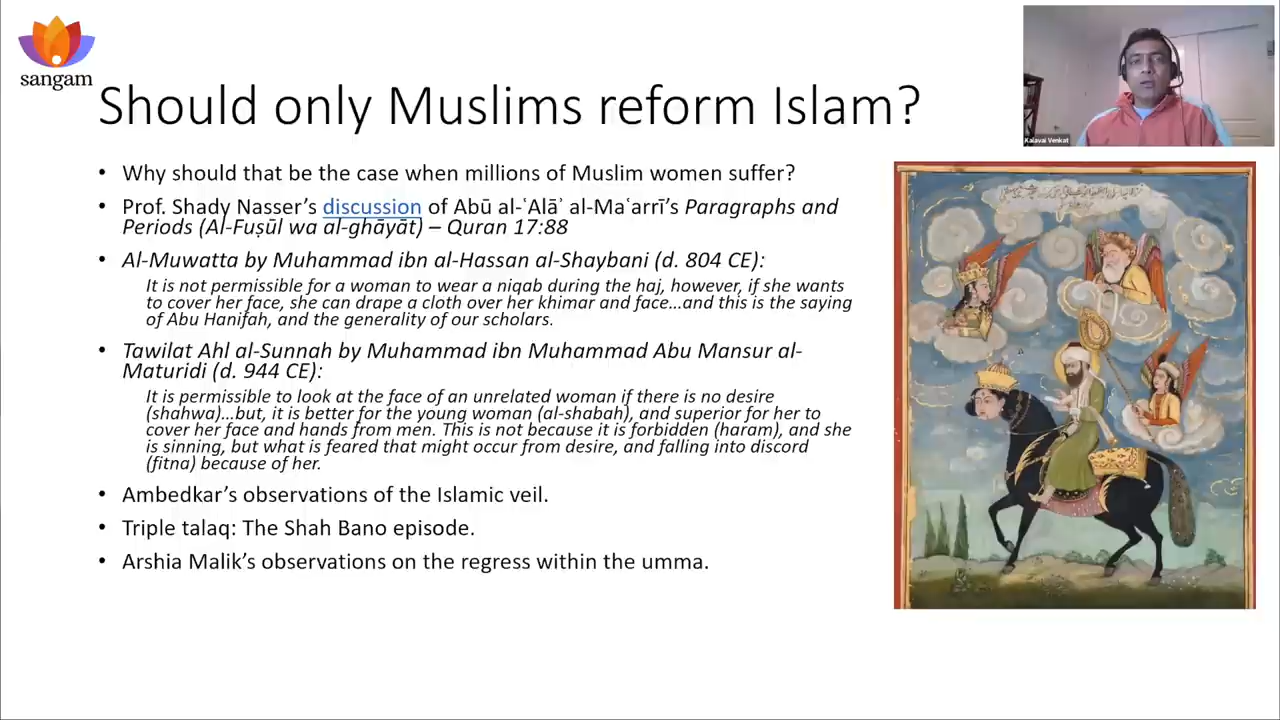 sangam
Should only Muslims reform Islam?
Kalavai Venkat
• Why should that be the case when millions of Muslim women suffer?
• Prof. Shady Nasser’s discussion of Abū al-ʿAlāʾ al-Maʿarrī’s Paragraphs and
Periods (Al-Fuṣūl wa al-ghāyāt) – Quran 17:88
• Al-Muwatta by Muhammad ibn al-Hassan al-Shaybani (d. 804 CE):
It is not permissible for a woman to wear a niqab during the haj, however, if she wants
to cover her face, she can drape a cloth over her khimar and face…and this is the saying
of Abu Hanifah, and the generality of our scholars.
• Tawilat Ahl al-Sunnah by Muhammad ibn Muhammad Abu Mansur al-
Maturidi (d. 944 CE):
It is permissible to look at the face of an unrelated woman if there is no desire
(shahwa)…but, it is better for the young woman (al-shabah), and superior for her to
cover her face and hands from men. This is not because it is forbidden (haram), and she
is sinning, but what is feared that might occur from desire, and falling into discord
(fitna) because of her.
• Ambedkar’s observations of the Islamic veil.
• Triple talaq: The Shah Bano episode.
• Arshia Malik’s observations on the regress within the umma.